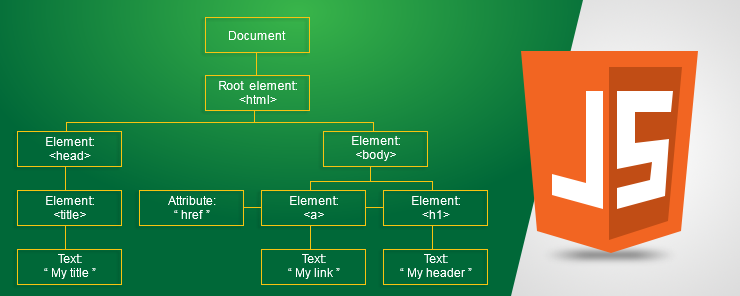 Document
Root element:
<html>
Element:
<head>
Element:
<body>
Element:
<title>
Attribute:
“ href ”
Element:
<a>
Element:
<h1>
Text:
“ My title ”
Text:
“ My link ”
Text:
“ My header ”
JS